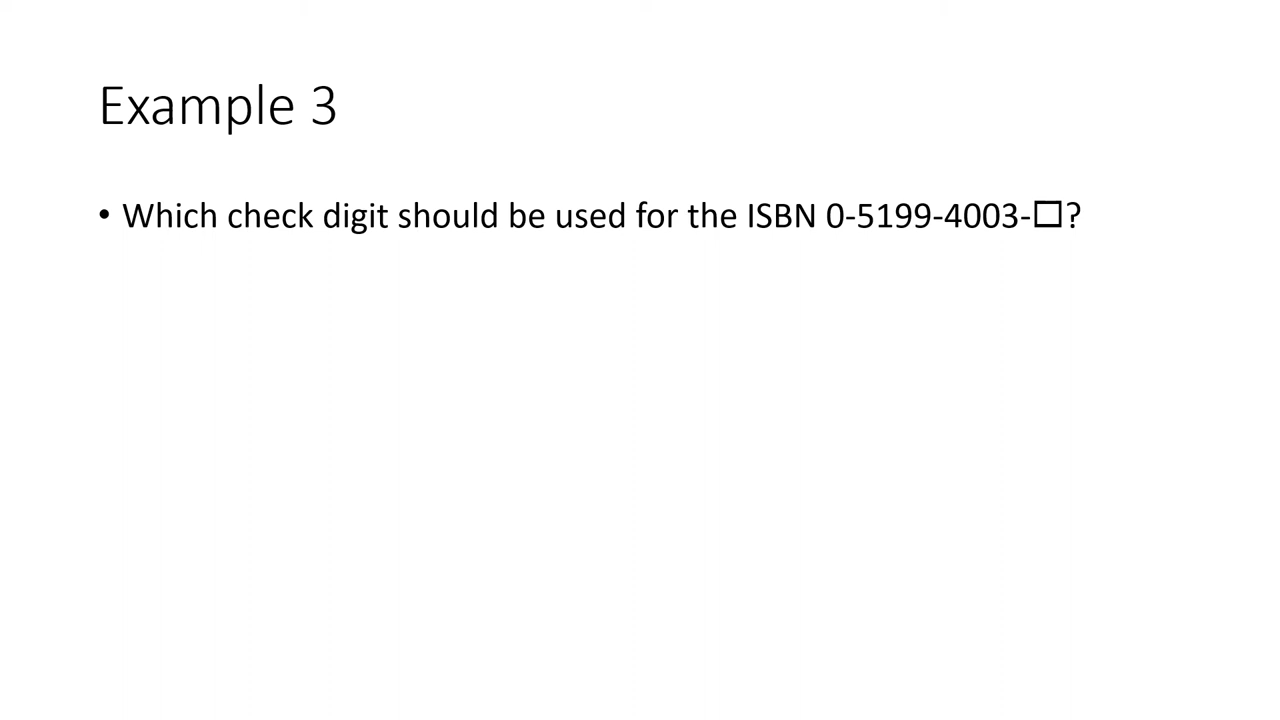 Example 3
• Which check digit should be used for the ISBN 0-5199-4003-□?